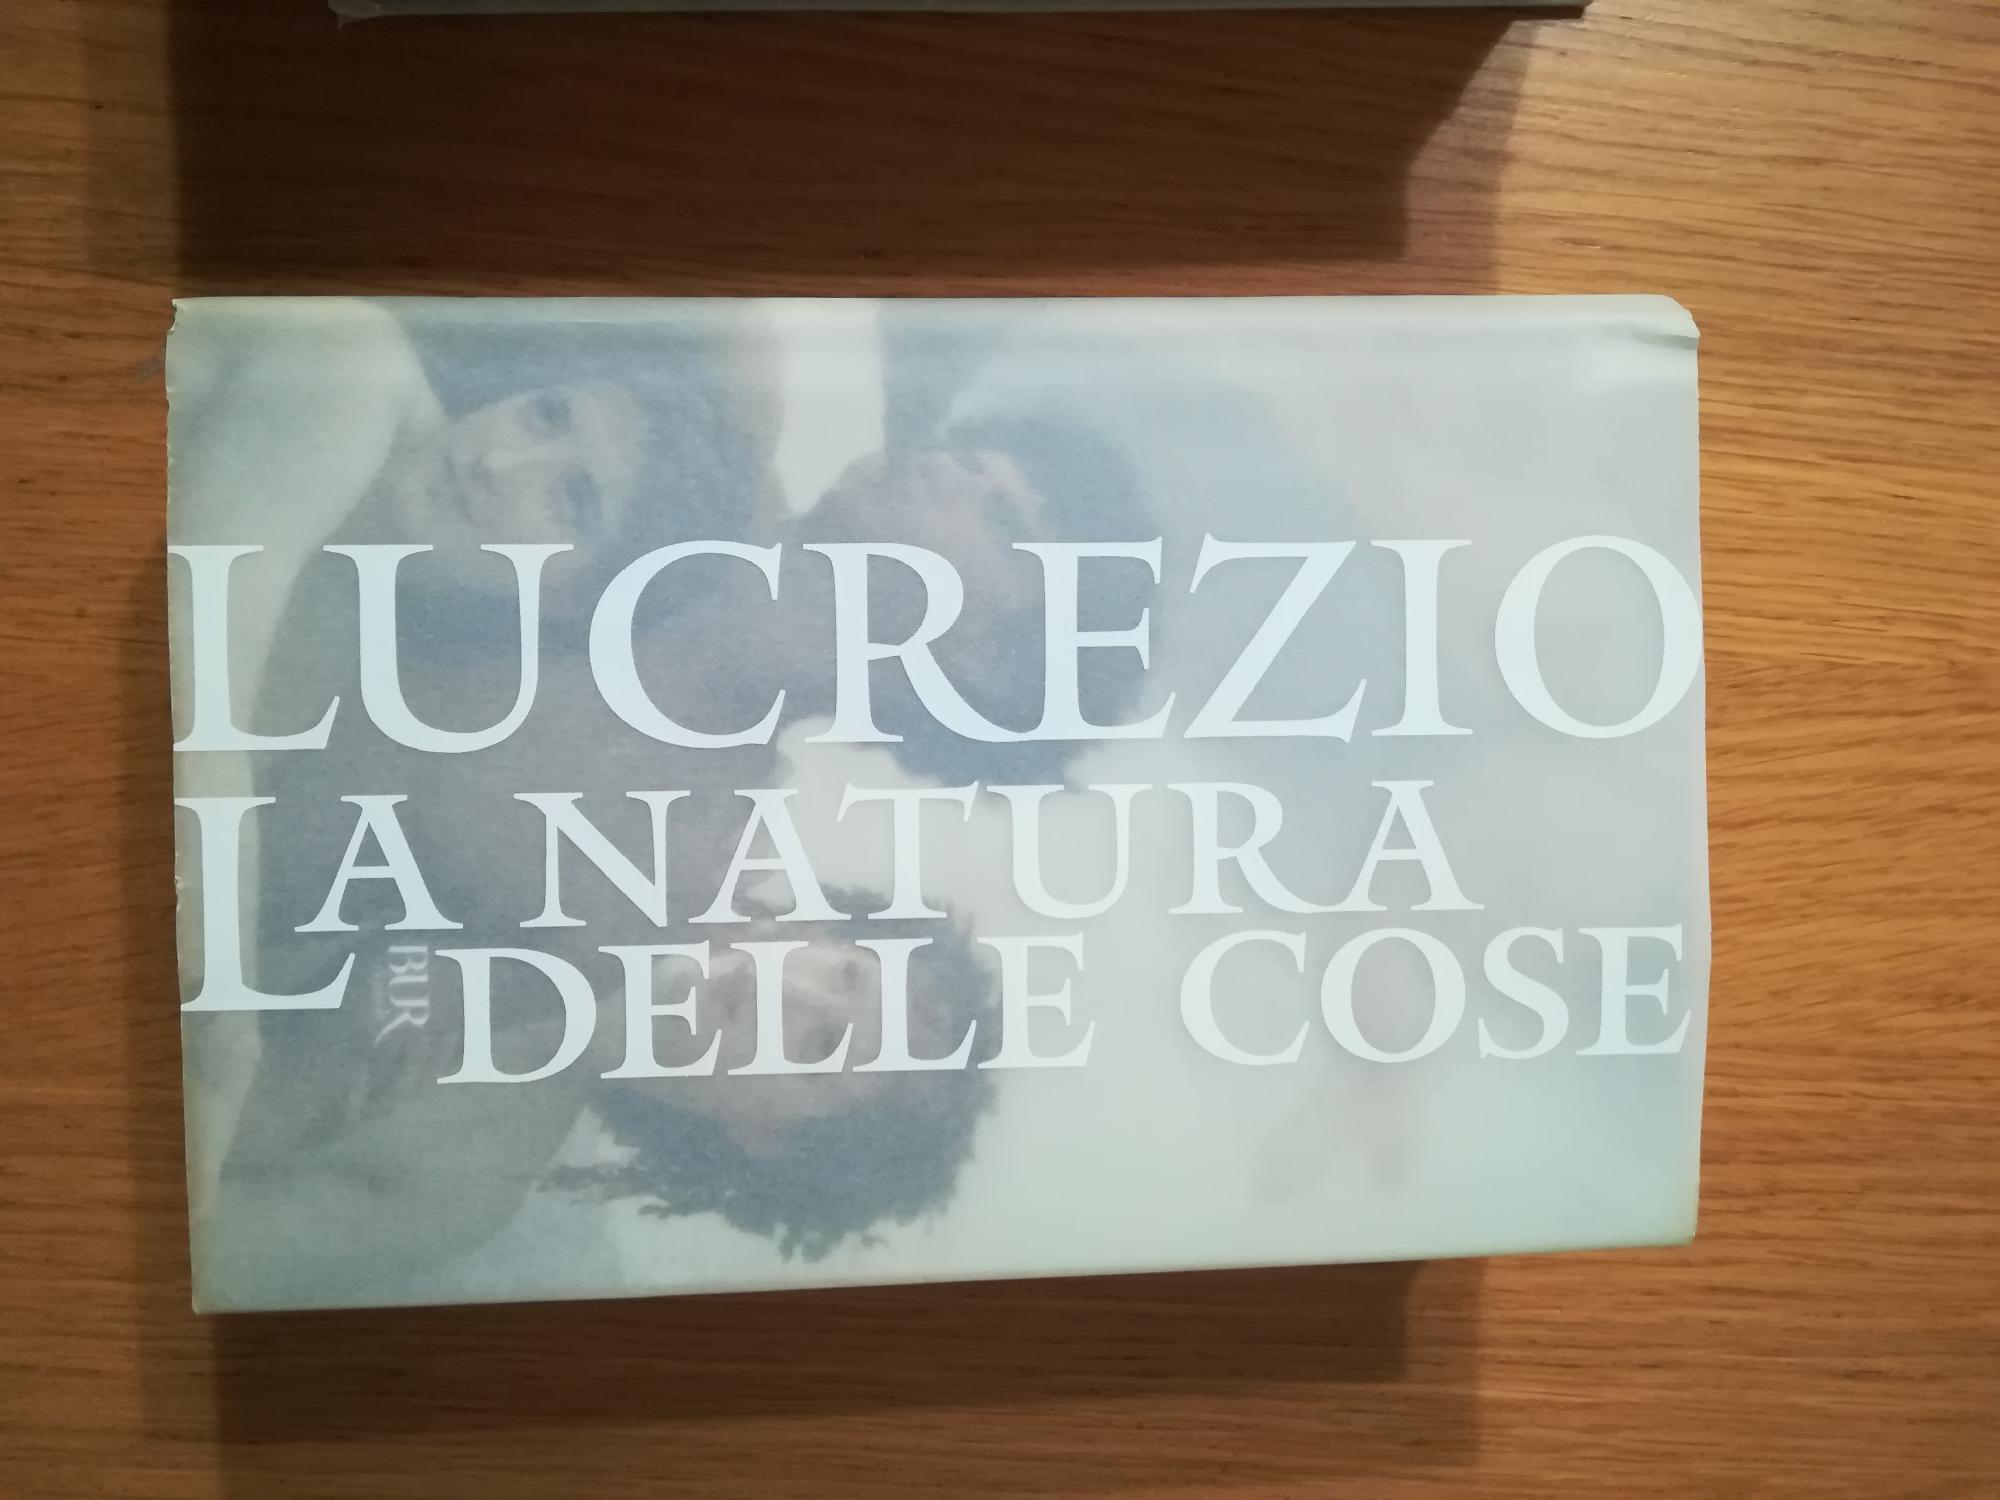 LUCREZIO
LA NATURA
DELLE COSE
BUR